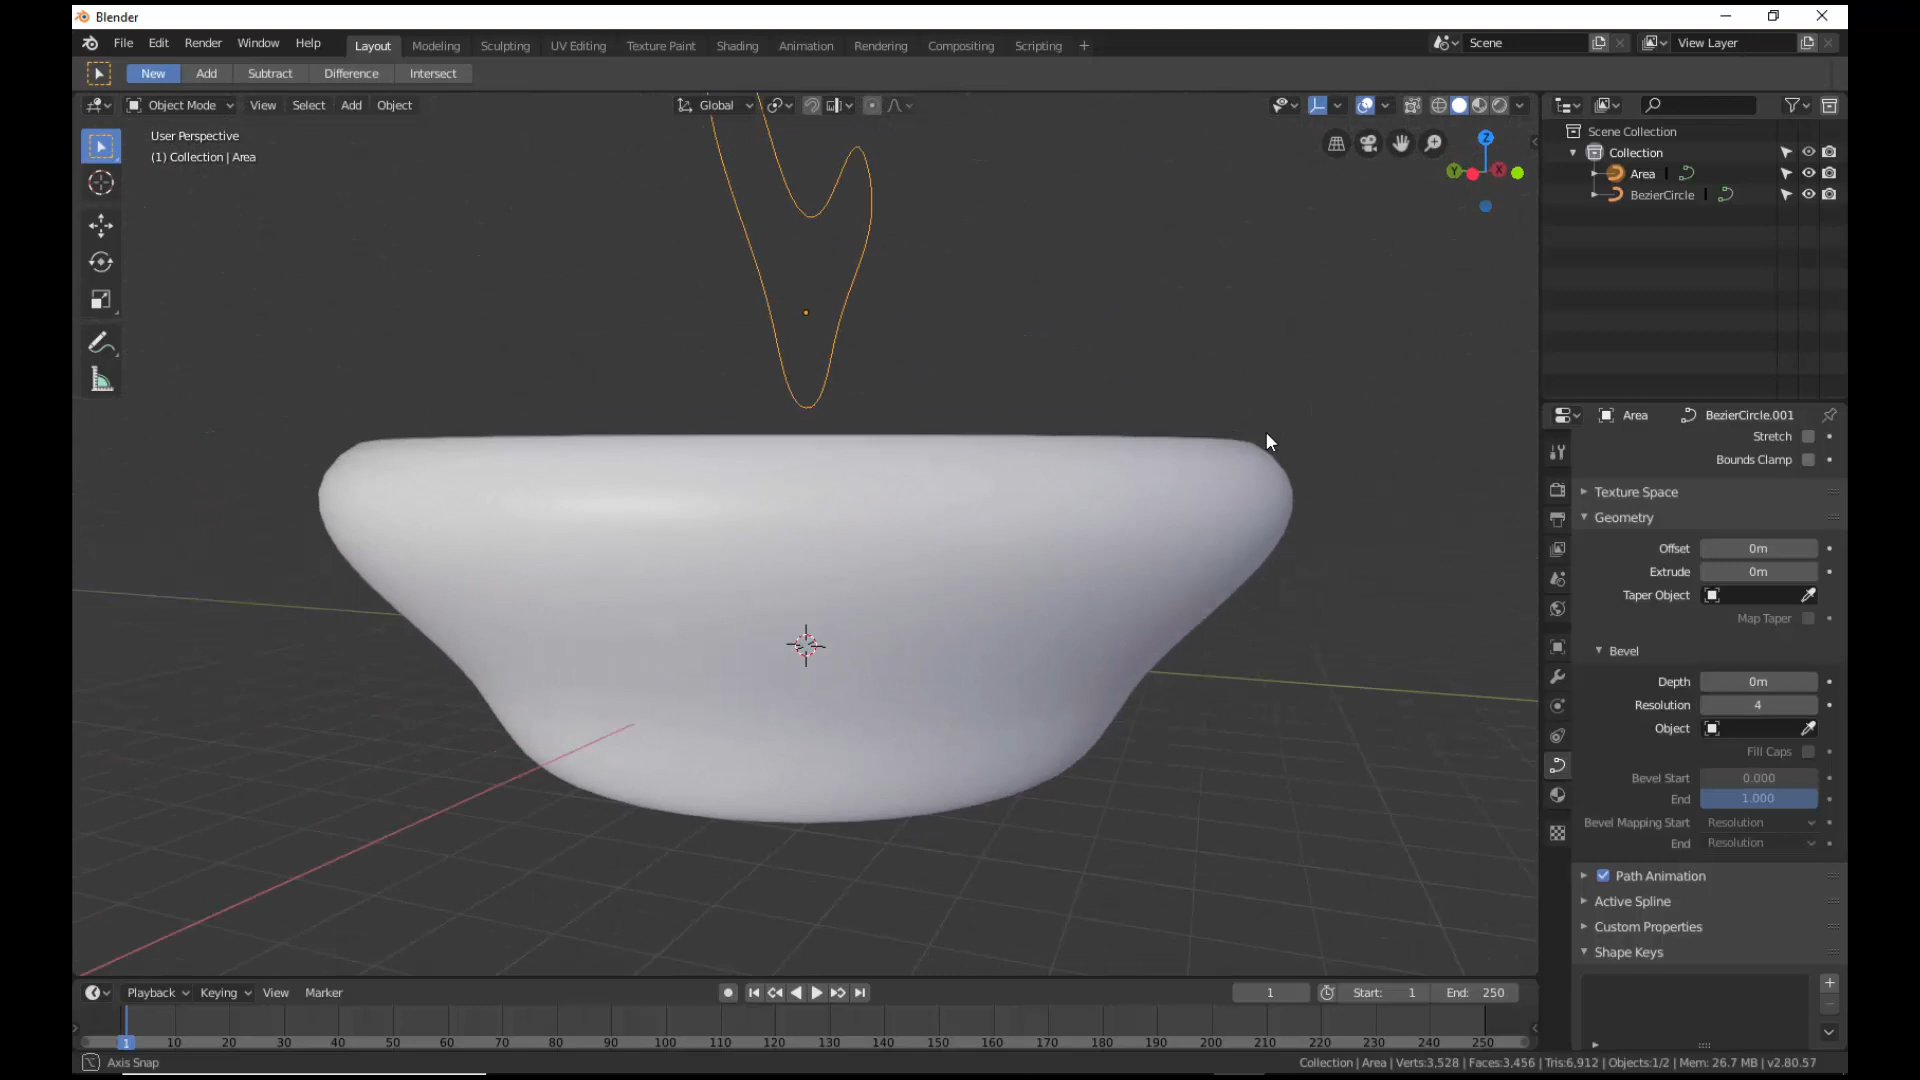 Blender
File Edit Render Window Help Layout Modeling Sculpting UV Editing Texture Paint Shading Animation Rendering Compositing Scripting + Scene View Layer
New Add Subtract Difference Intersect
Object Mode View Select Add Object Global
User Perspective
(1) Collection | Area
Z
Y X
Scene Collection
Collection
Area
BezierCircle
Area BezierCircle.001
Stretch
Bounds Clamp
Texture Space
Geometry
Offset 0m
Extrude 0m
Taper Object
Map Taper
Bevel
Depth 0m
Resolution 4
Object
Fill Caps
Bevel Start 0.000
End 1.000
Bevel Mapping Start Resolution
End Resolution
Path Animation
Active Spline
Custom Properties
Shape Keys
Playback Keying View Marker 1 Start: 1 End: 250
1 10 20 30 40 50 60 70 80 90 100 110 120 130 140 150 160 170 180 190 200 210 220 230 240 250
Axis Snap Collection | Area | Verts:3,528 | Faces:3,456 | Tris:6,912 | Objects:1/2 | Mem: 26.7 MB | v2.80.57